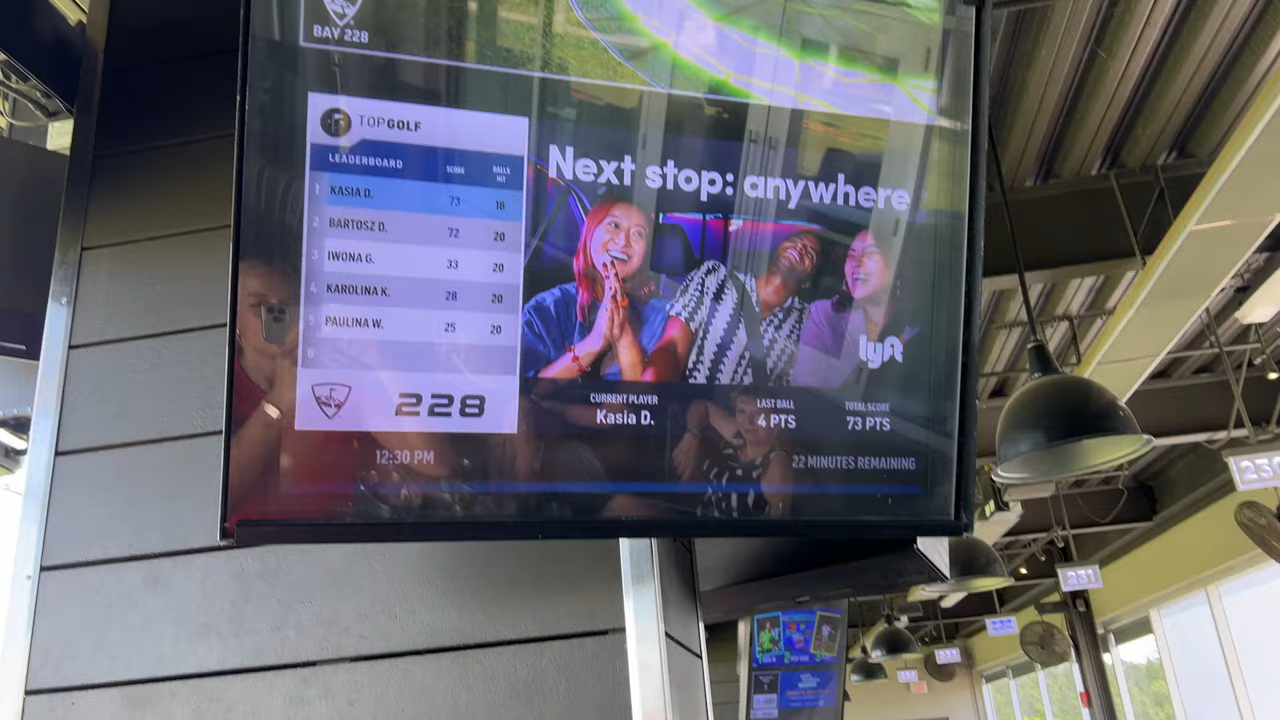 BAY 228
TOPGOLF
LEADERBOARD SCORE BALLS HIT
1 KASIA D. 73 18
2 BARTOSZ D. 72 20
3 IWONA G. 33 20
4 KAROLINA K. 28 20
5 PAULINA W. 25 20
6
228
Next stop: anywhere
lyft
CURRENT PLAYER
Kasia D.
LAST BALL
4 PTS
TOTAL SCORE
73 PTS
12:30 PM
22 MINUTES REMAINING
231